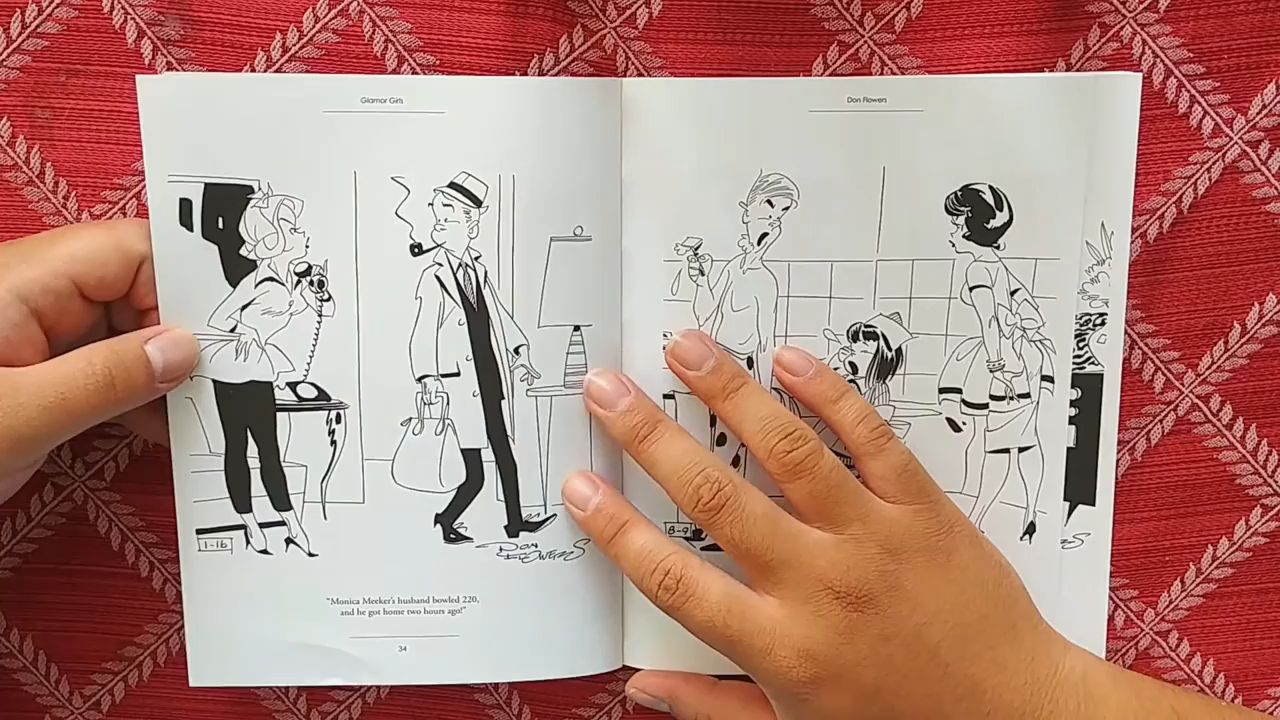 Glamor Girls
1-16
Don Flowers
"Monica Meeker's husband bowled 220,
and he got home two hours ago!"
34
Don Flowers
8-9